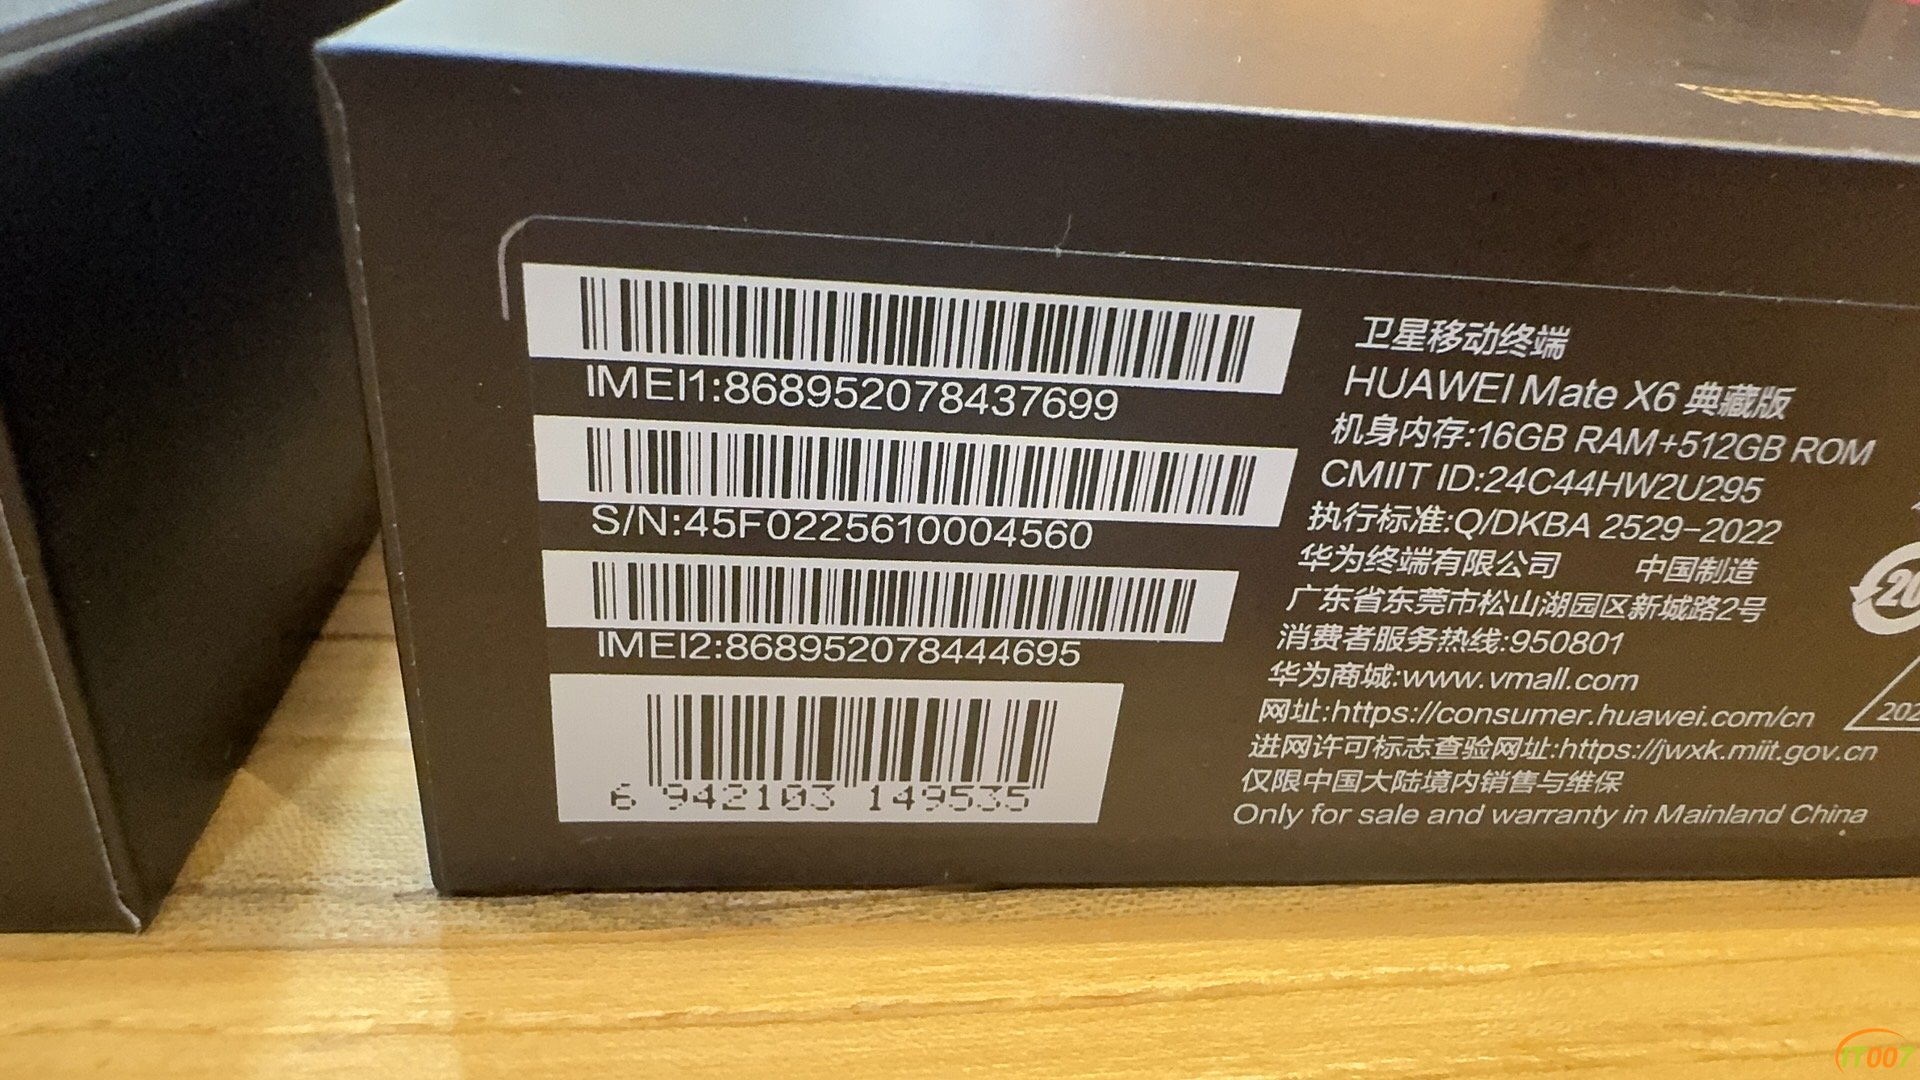 IMEI1:868952078437699
S/N:45F0225610004560
IMEI2:868952078444695
6 942103 149535
卫星移动终端
HUAWEI Mate X6 典藏版
机身内存:16GB RAM+512GB ROM
CMIIT ID:24C44HW2U295
执行标准:Q/DKBA 2529-2022
华为终端有限公司 中国制造
广东省东莞市松山湖园区新城路2号
消费者服务热线:950801
华为商城:www.vmall.com
网址:https://consumer.huawei.com/cn
进网许可标志查验网址:https://jwxk.miit.gov.cn
仅限中国大陆境内销售与维保
Only for sale and warranty in Mainland China
20
202
IT007